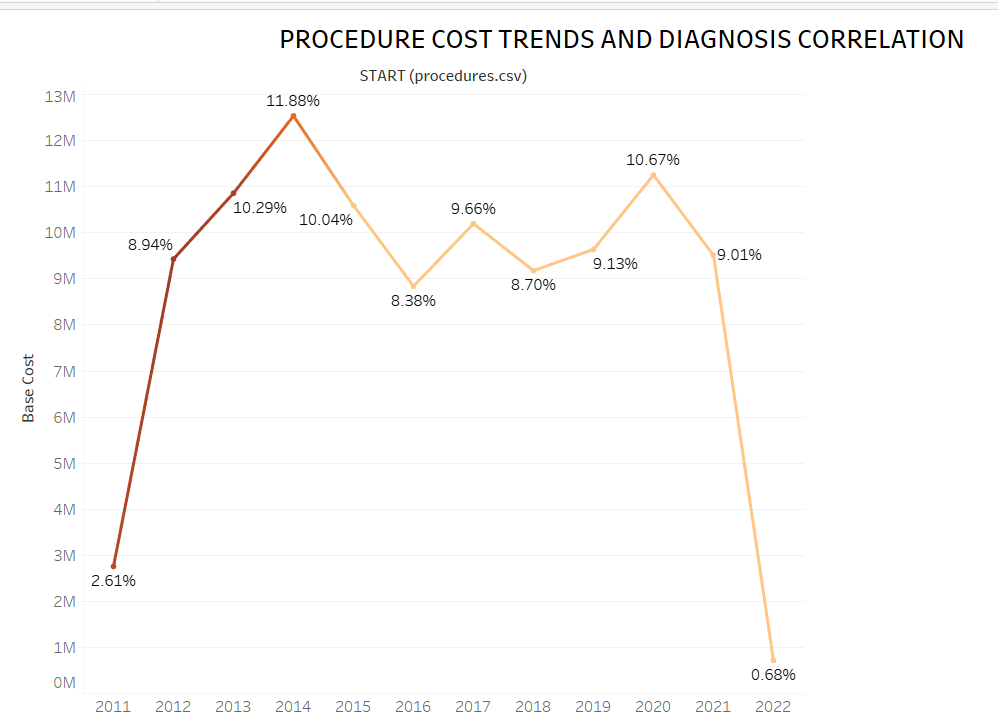 PROCEDURE COST TRENDS AND DIAGNOSIS CORRELATION
START (procedures.csv)
Base Cost
13M
12M
11M
10M
9M
8M
7M
6M
5M
4M
3M
2M
1M
0M
2.61%
8.94%
10.29%
11.88%
10.04%
8.38%
9.66%
8.70%
9.13%
10.67%
9.01%
0.68%
2011 2012 2013 2014 2015 2016 2017 2018 2019 2020 2021 2022